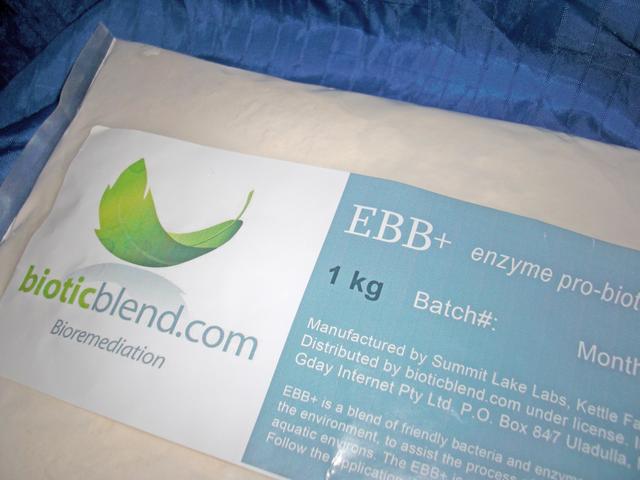 bioticblend.com
Bioremediation
EBB+ enzyme pro-biot
1 kg
Batch#:
Month
Manufactured by Summit Lake Labs, Kettle Fa
Distributed by bioticblend.com under license.
Gday Internet Pty Ltd, P.O. Box 847 Ulladulla,
EBB+ is a blend of friendly bacteria and enzyme
the environment, to assist the process
aquatic environs. The EBB+ is
Follow the application